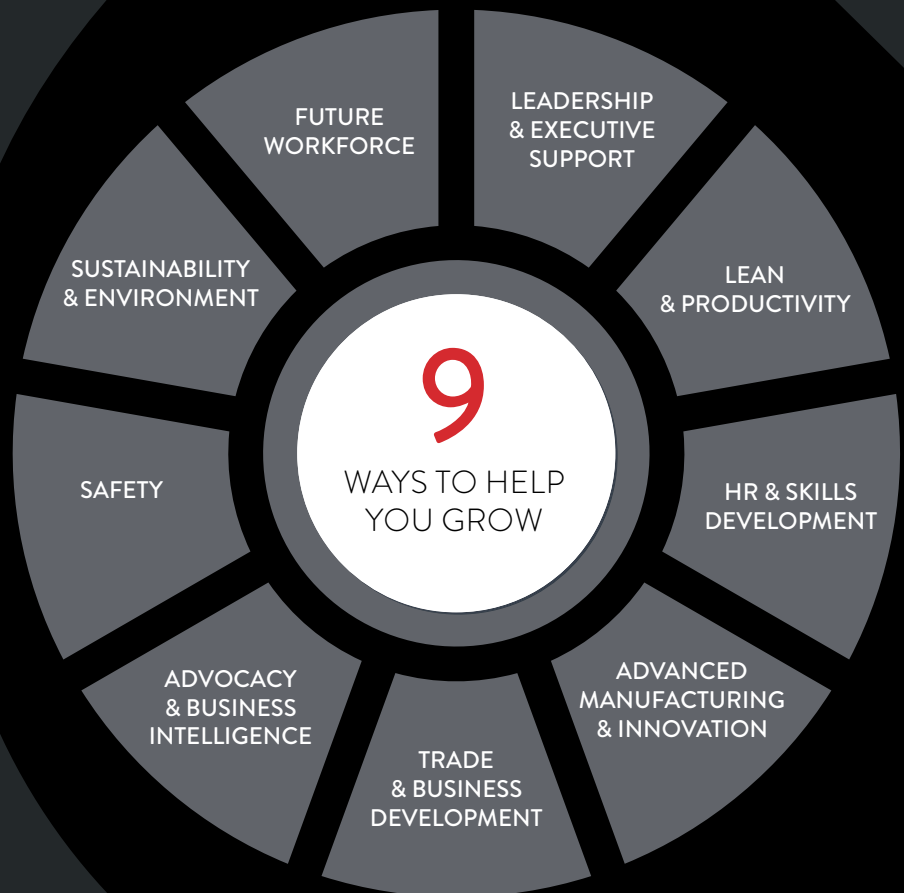 9
WAYS TO HELP
YOU GROW
LEADERSHIP
& EXECUTIVE
SUPPORT
LEAN
& PRODUCTIVITY
HR & SKILLS
DEVELOPMENT
ADVANCED
MANUFACTURING
& INNOVATION
TRADE
& BUSINESS
DEVELOPMENT
ADVOCACY
& BUSINESS
INTELLIGENCE
SAFETY
SUSTAINABILITY
& ENVIRONMENT
FUTURE
WORKFORCE